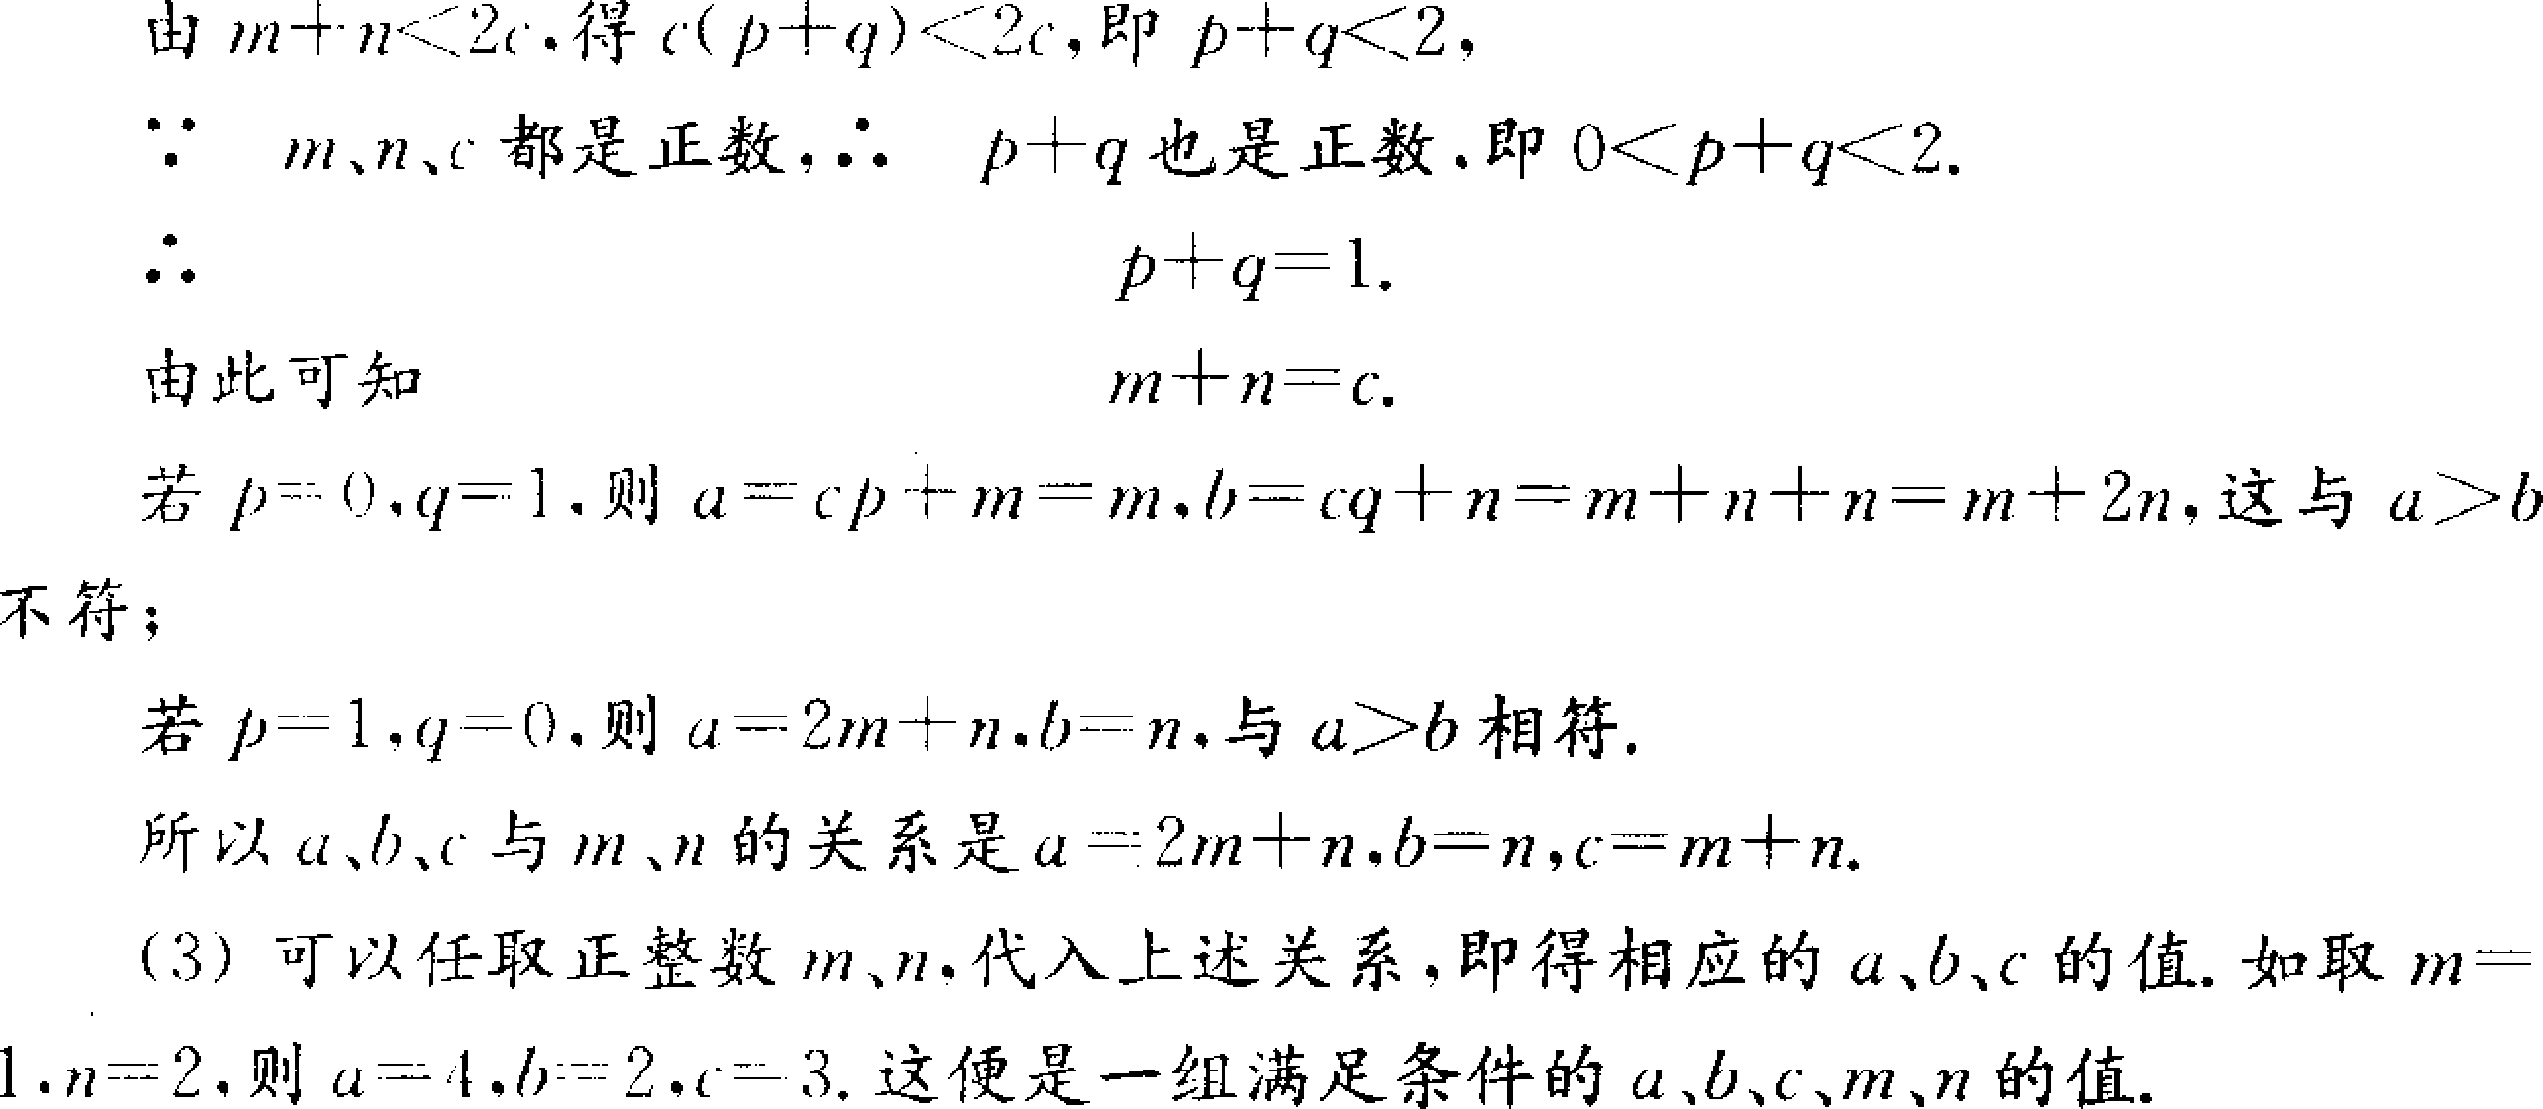 由 m+n<2c,得 c(p+q)<2c,即 p+q<2,
∵ m、n、c 都是正数,∴ p+q 也是正数,即 0<p+q<2.
∴ p+q=1.
由此可知 m+n=c.
若 p=0,q=1,则 a=cp+m=m,b=cq+n=m+n+n=m+2n,这与 a>b
不符;
若 p=1,q=0,则 a=2m+n,b=n,与 a>b 相符.
所以 a、b、c 与 m、n 的关系是 a=2m+n,b=n,c=m+n.
(3) 可以任取正整数 m、n,代入上述关系,即得相应的 a、b、c 的值. 如取 m=
1,n=2,则 a=4,b=2,c=3. 这便是一组满足条件的 a、b、c、m、n 的值.